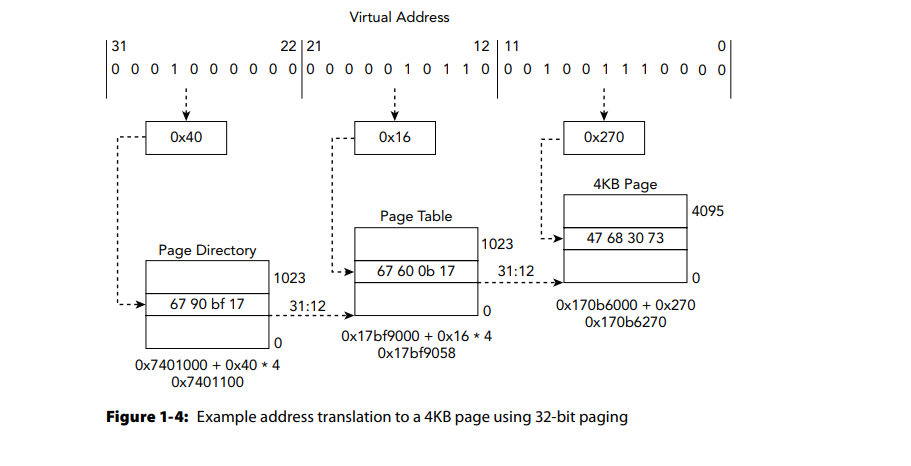 Virtual Address
31 22 21 12 11 0
0 0 0 1 0 0 0 0 0 0 0 0 0 0 0 1 0 1 1 0 0 0 1 0 0 1 1 1 0 0 0 0
0x40 0x16 0x270
4KB Page
4095
47 68 30 73
0
0x170b6000 + 0x270
0x170b6270
Page Table
1023
67 60 0b 17 31:12
0
0x17bf9000 + 0x16 * 4
0x17bf9058
Page Directory
1023
67 90 bf 17 31:12
0
0x7401000 + 0x40 * 4
0x7401100
Figure 1-4: Example address translation to a 4KB page using 32-bit paging